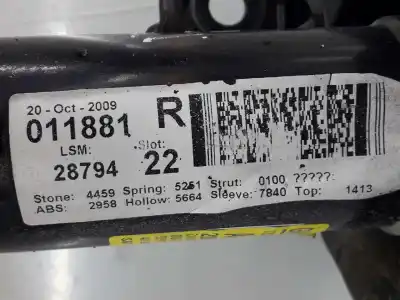 20 - Oct - 2009
R
011881
LSM: Slot:
28794 22
Stone: 4459 Spring: 5251 Strut: 0100 ?????:
ABS: 2958 Hollow: 5664 Sleeve: 7840 Top: 1413